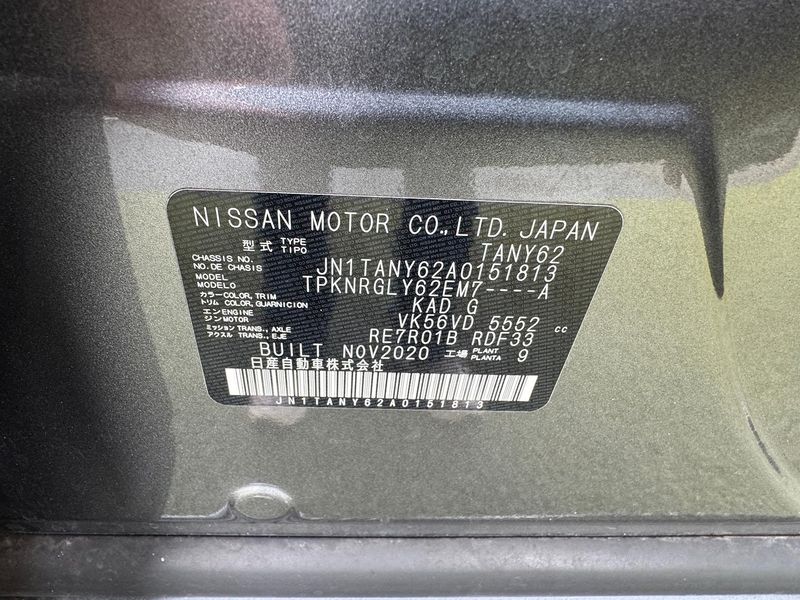 NISSAN MOTOR CO.,LTD. JAPAN
型式 TYPE TIPO TANY62
CHASSIS NO. NO. DE CHASIS JN1TANY62A0151813
MODEL MODELO TPKNRGLY62EM7----A
カラー COLOR, TRIM トリム COLOR, GUARNICION KAD G
エンジン ENGINE MOTOR VK56VD 5552 cc
ミッション TRANS., AXLE アクスル TRANS., EJE RE7R01B RDF33
BUILT NOV2020 工場 PLANT PLANTA 9
日産自動車株式会社
JN1TANY62A0151813